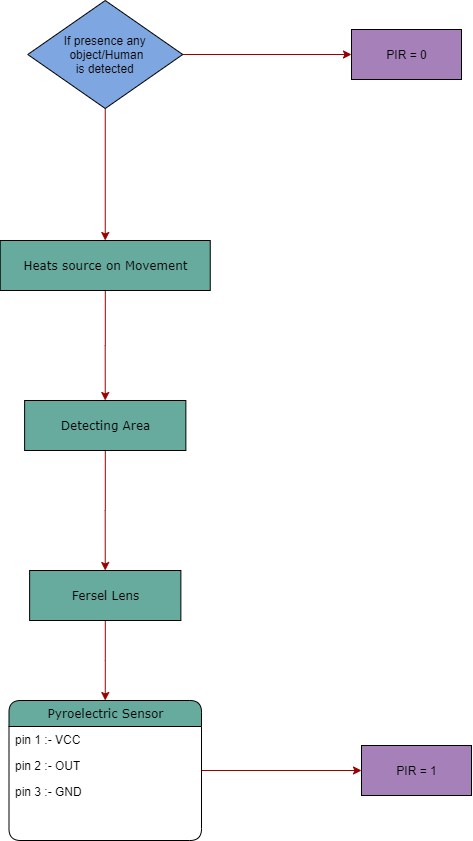 If presence any
object/Human
is detected
PIR = 0
Heats source on Movement
Detecting Area
Fersel Lens
Pyroelectric Sensor
pin 1 :- VCC
pin 2 :- OUT
pin 3 :- GND
PIR = 1